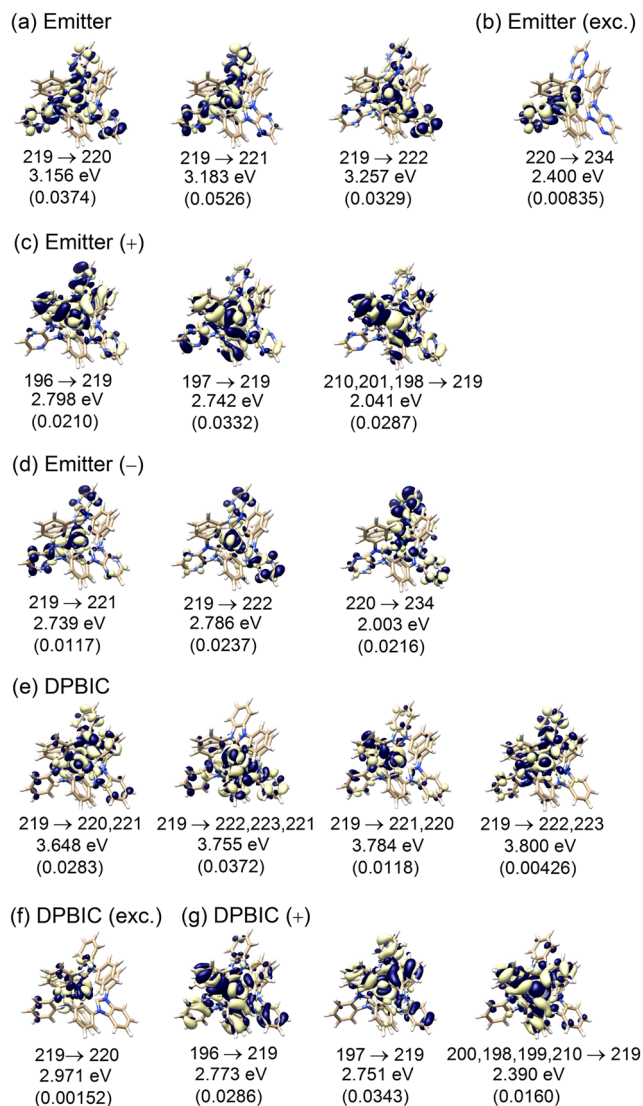 (a) Emitter
(b) Emitter (exc.)
219 → 220
3.156 eV
(0.0374)
219 → 221
3.183 eV
(0.0526)
219 → 222
3.257 eV
(0.0329)
220 → 234
2.400 eV
(0.00835)
(c) Emitter (+)
196 → 219
2.798 eV
(0.0210)
197 → 219
2.742 eV
(0.0332)
210,201,198 → 219
2.041 eV
(0.0287)
(d) Emitter (−)
219 → 221
2.739 eV
(0.0117)
219 → 222
2.786 eV
(0.0237)
220 → 234
2.003 eV
(0.0216)
(e) DPBIC
219 → 220,221
3.648 eV
(0.0283)
219 → 222,223,221
3.755 eV
(0.0372)
219 → 221,220
3.784 eV
(0.0118)
219 → 222,223
3.800 eV
(0.00426)
(f) DPBIC (exc.)
(g) DPBIC (+)
219→ 220
2.971 eV
(0.00152)
196 → 219
2.773 eV
(0.0286)
197 → 219
2.751 eV
(0.0343)
200,198,199,210 → 219
2.390 eV
(0.0160)